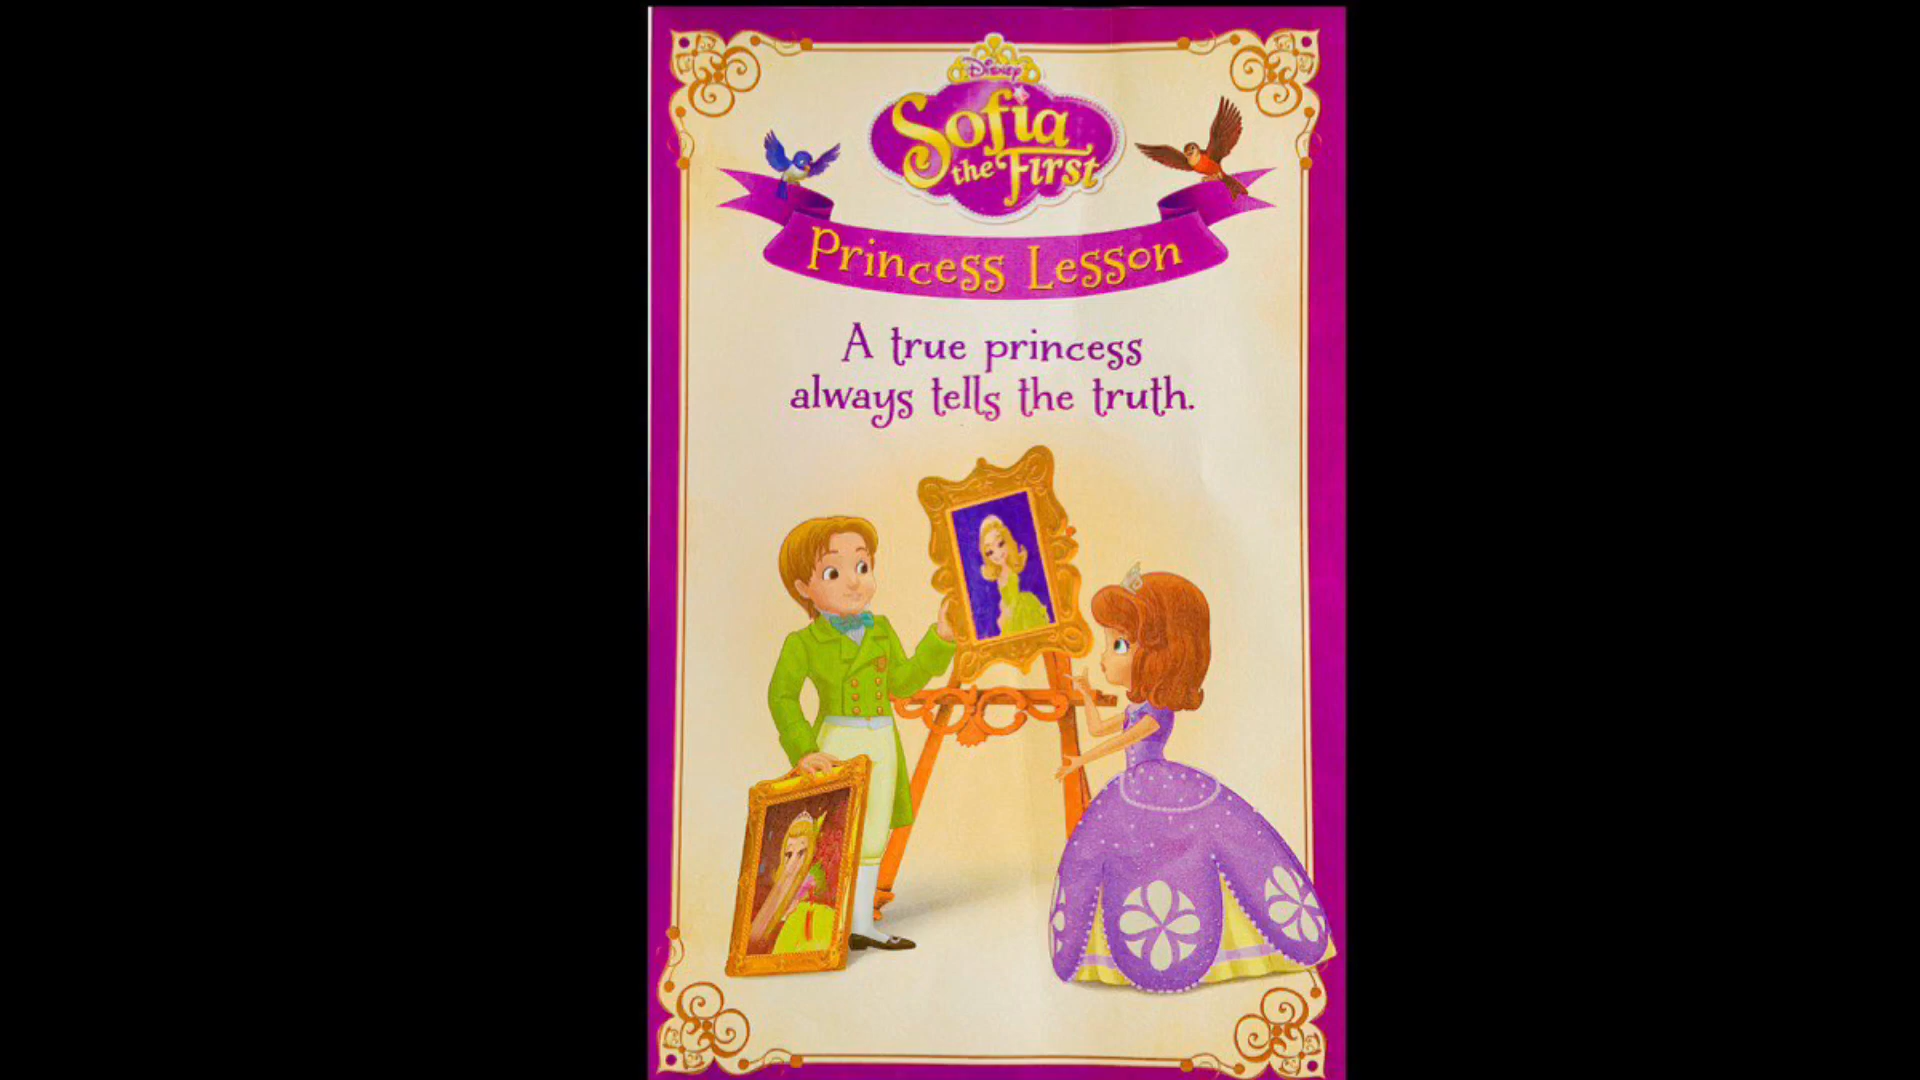 Disney
Sofia
the First
Princess Lesson
A true princess
always tells the truth.